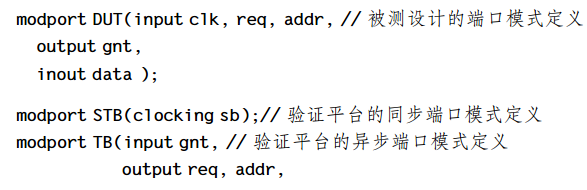 modport DUT(input clk, req, addr, // 被测设计的端口模式定义
output gnt,
inout data );
modport STB(clocking sb);// 验证平台的同步端口模式定义
modport TB(input gnt, // 验证平台的异步端口模式定义
output req, addr,